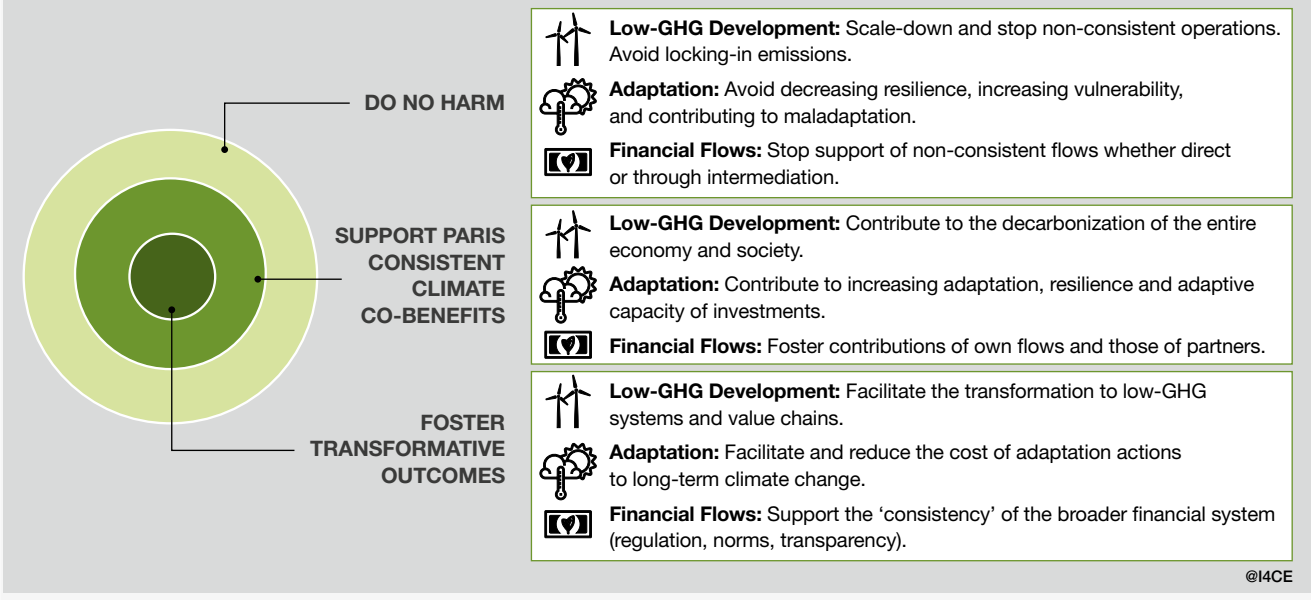 DO NO HARM
Low-GHG Development: Scale-down and stop non-consistent operations.
Avoid locking-in emissions.
Adaptation: Avoid decreasing resilience, increasing vulnerability,
and contributing to maladaptation.
Financial Flows: Stop support of non-consistent flows whether direct
or through intermediation.
SUPPORT PARIS
CONSISTENT
CLIMATE
CO-BENEFITS
Low-GHG Development: Contribute to the decarbonization of the entire
economy and society.
Adaptation: Contribute to increasing adaptation, resilience and adaptive
capacity of investments.
Financial Flows: Foster contributions of own flows and those of partners.
FOSTER
TRANSFORMATIVE
OUTCOMES
Low-GHG Development: Facilitate the transformation to low-GHG
systems and value chains.
Adaptation: Facilitate and reduce the cost of adaptation actions
to long-term climate change.
Financial Flows: Support the ‘consistency’ of the broader financial system
(regulation, norms, transparency).
@I4CE